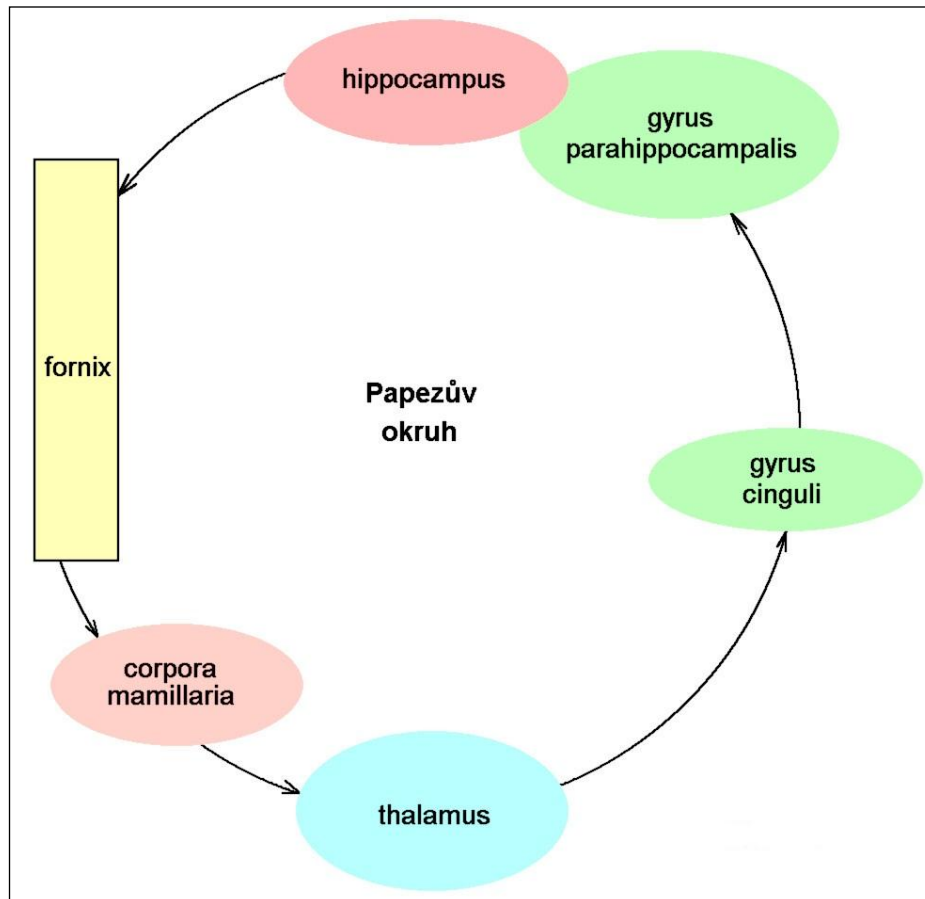 hippocampus
gyrus
parahippocampalis
fornix
Papezův
okruh
gyrus
cinguli
corpora
mamillaria
thalamus